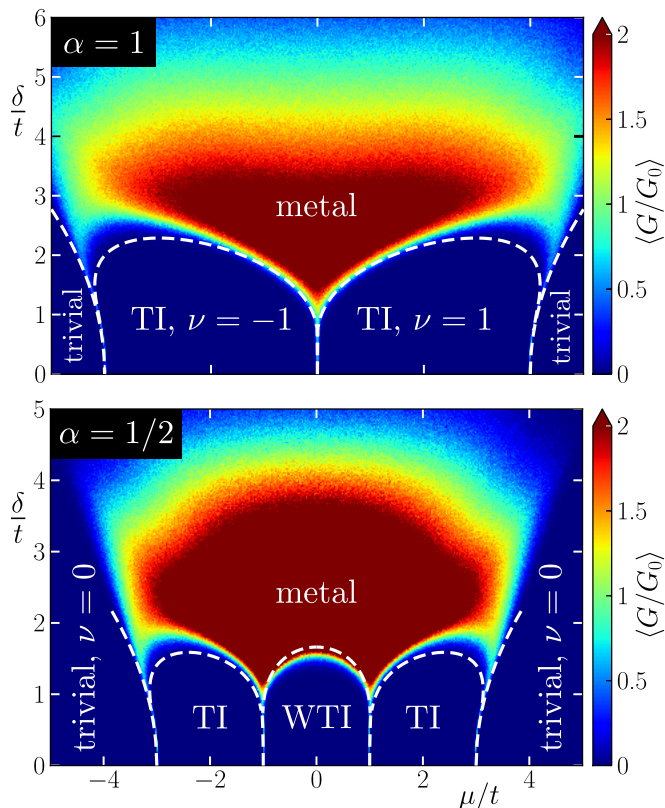 α = 1
6
5
4
3
2
1
0
δ/t
metal
TI, ν = −1
TI, ν = 1
trivial
trivial
2
1.5
1
0.5
0
⟨G/G₀⟩
α = 1/2
5
4
3
2
1
0
δ/t
metal
trivial, ν = 0
TI
WTI
TI
trivial, ν = 0
−4
−2
0
2
4
μ/t
2
1.5
1
0.5
0
⟨G/G₀⟩